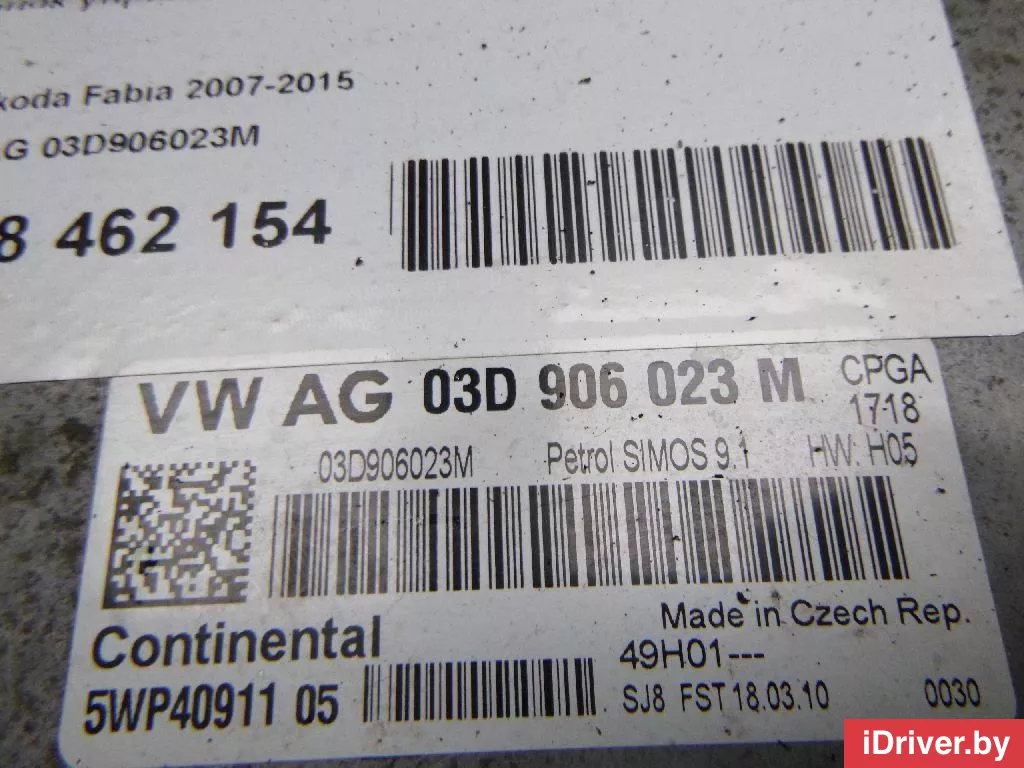 koda Fabia 2007-2015
AG 03D906023M
8 462 154
VW AG 03D 906 023 M
CPGA
1718
03D906023M Petrol SIMOS 9.1 HW: H05
Continental
Made in Czech Rep.
5WP40911 05
49H01---
SJ8 FST 18.03.10 0030
iDriver.by